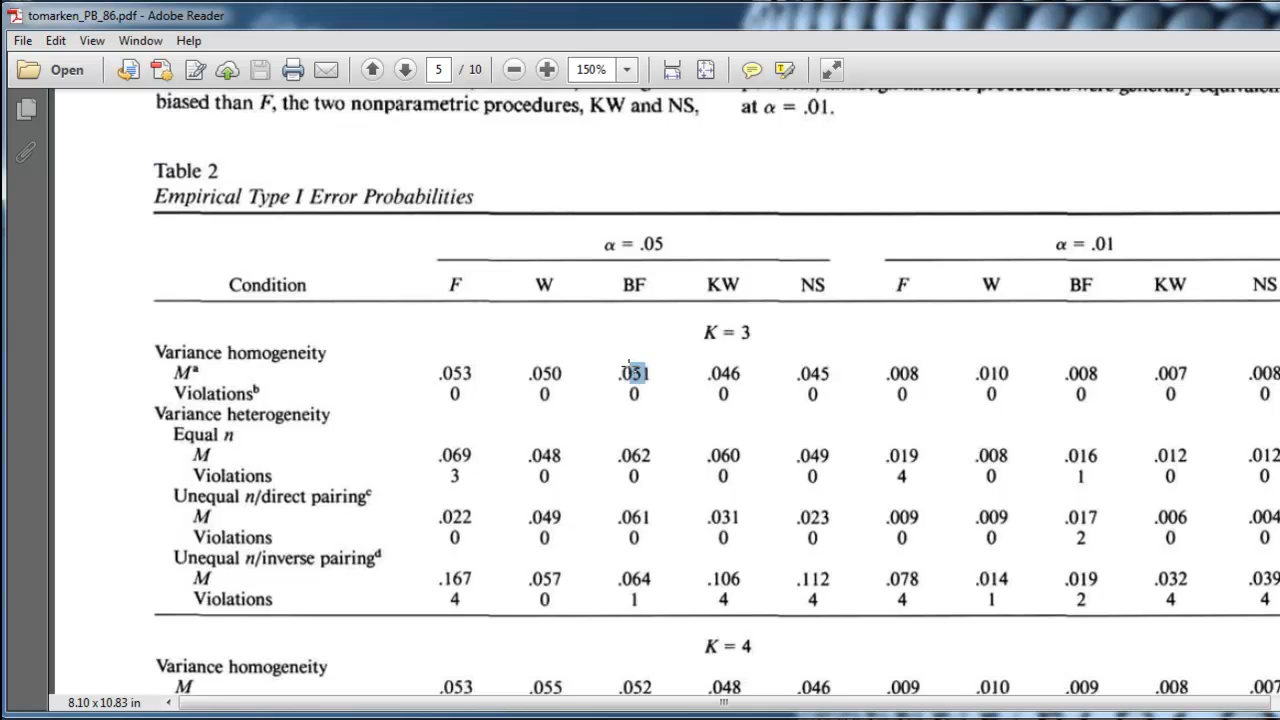 tomarken_PB_86.pdf - Adobe Reader
File Edit View Window Help
Open 5 / 10 150%
biased than F, the two nonparametric procedures, KW and NS,
at α = .01.
Table 2
Empirical Type I Error Probabilities
α = .05 α = .01
Condition F W BF KW NS F W BF KW NS
K = 3
Variance homogeneity
Mª .053 .050 .051 .046 .045 .008 .010 .008 .007 .008
Violationsᵇ 0 0 0 0 0 0 0 0 0 0
Variance heterogeneity
Equal n
M .069 .048 .062 .060 .049 .019 .008 .016 .012 .012
Violations 3 0 0 0 0 4 0 1 0 0
Unequal n/direct pairingᶜ
M .022 .049 .061 .031 .023 .009 .009 .017 .006 .004
Violations 0 0 0 0 0 0 0 2 0 0
Unequal n/inverse pairingᵈ
M .167 .057 .064 .106 .112 .078 .014 .019 .032 .039
Violations 4 0 1 4 4 4 1 2 4 4
K = 4
Variance homogeneity
M .053 .055 .052 .048 .046 .009 .010 .009 .008 .007
8.10 x 10.83 in